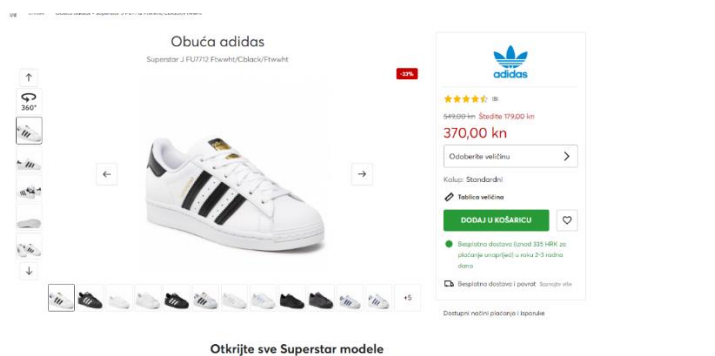 Obuća adidas
Superstar J FU7712 Ftwwht/Cblack/Ftwwht
-33%
360°
adidas
549,00 kn Štedite 179,00 kn
370,00 kn
Odaberite veličinu
Kalup: Standardni
Tablica veličina
DODAJ U KOŠARICU
Besplatna dostava (iznad 335 HRK za
plaćanje unaprijed) u roku 2-3 radna
dana
Besplatna dostava i povrat Saznajte više
+5
Dostupni načini plaćanja i isporuke
Otkrijte sve Superstar modele